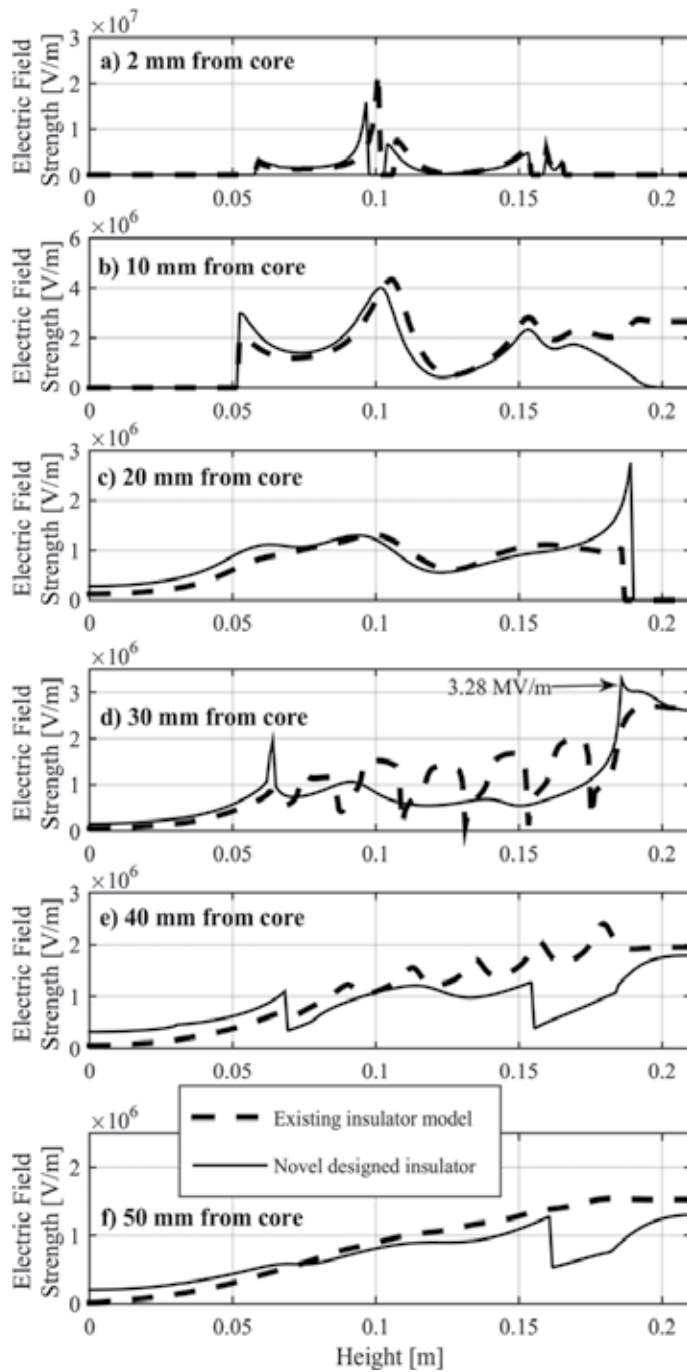 ×10⁷
Electric Field
Strength [V/m]
3
2
1
0
a) 2 mm from core
0 0.05 0.1 0.15 0.2
×10⁶
Electric Field
Strength [V/m]
6
4
2
0
b) 10 mm from core
0 0.05 0.1 0.15 0.2
×10⁶
Electric Field
Strength [V/m]
3
2
1
0
c) 20 mm from core
0 0.05 0.1 0.15 0.2
×10⁶
Electric Field
Strength [V/m]
3
2
1
0
3.28 MV/m
d) 30 mm from core
0 0.05 0.1 0.15 0.2
×10⁶
Electric Field
Strength [V/m]
3
2
1
0
e) 40 mm from core
0 0.05 0.1 0.15 0.2
Existing insulator model
Novel designed insulator
×10⁶
Electric Field
Strength [V/m]
2
1
0
f) 50 mm from core
0 0.05 0.1 0.15 0.2
Height [m]